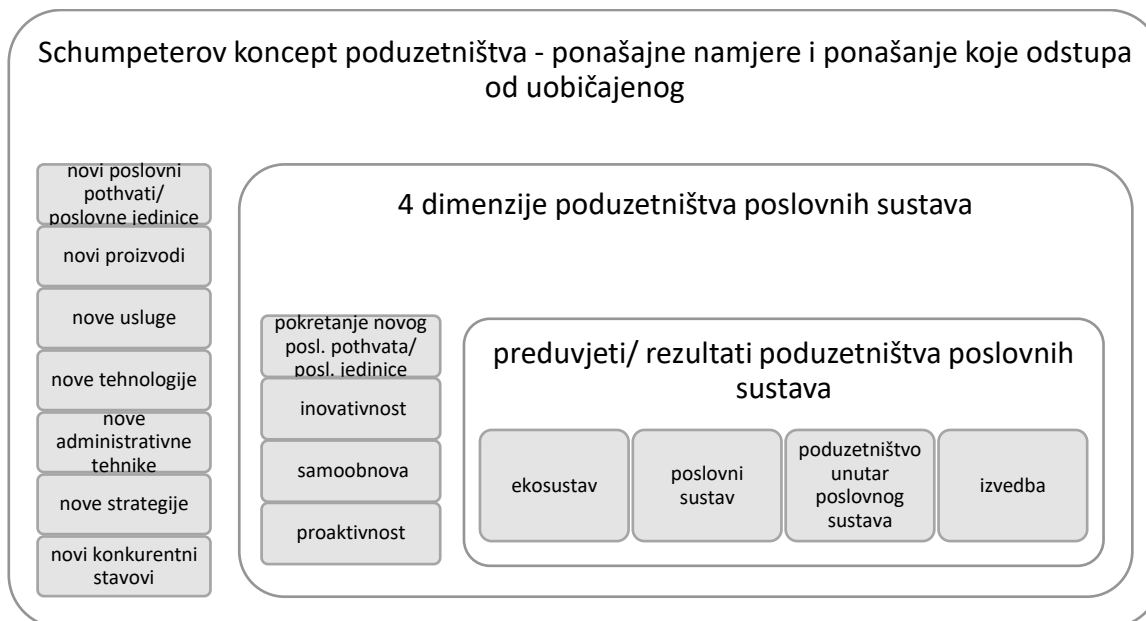 Schumpeterov koncept poduzetništva - ponašajne namjere i ponašanje koje odstupa
od uobičajenog
novi poslovni
pothvati/
poslovne jedinice
novi proizvodi
nove usluge
nove tehnologije
nove
administrativne
tehnike
nove strategije
novi konkurentni
stavovi
4 dimenzije poduzetništva poslovnih sustava
pokretanje novog
posl. pothvata/
posl. jedinice
inovativnost
samoobnova
proaktivnost
preduvjeti/ rezultati poduzetništva poslovnih
sustava
ekosustav
poslovni
sustav
poduzetništvo
unutar
poslovnog
sustava
izvedba